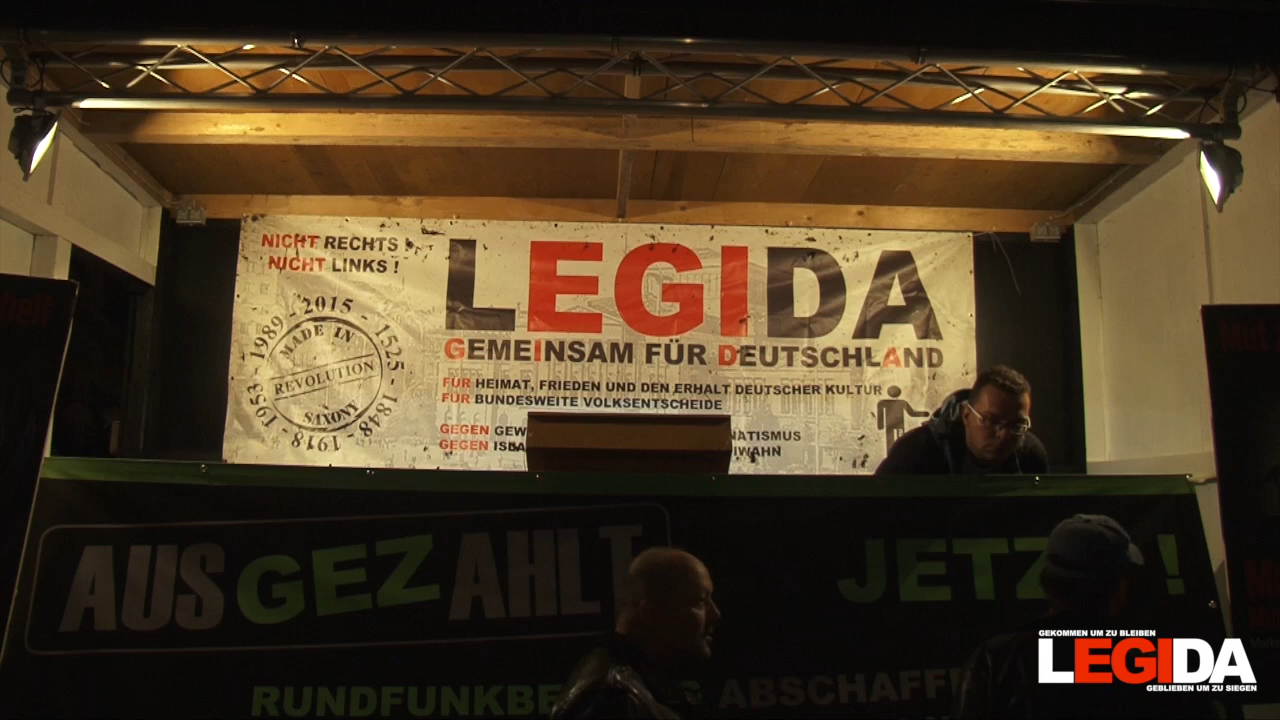 NICHT RECHTS !
NICHT LINKS !
LEGIDA
GEMEINSAM FÜR DEUTSCHLAND
FÜR HEIMAT, FRIEDEN UND DEN ERHALT DEUTSCHER KULTUR
FÜR BUNDESWEITE VOLKSENTSCHEIDE
GEGEN
GEGEN
1953 - 1989 - 2015 - 1525 - 1848 - 1918 -
MADE IN
REVOLUTION
SAXONY
AUSGEZAHLT
JETZT !
RUNDFUNKBE G ABSCHAFF
GEKOMMEN UM ZU BLEIBEN
LEGIDA
GEBLIEBEN UM ZU SIEGEN